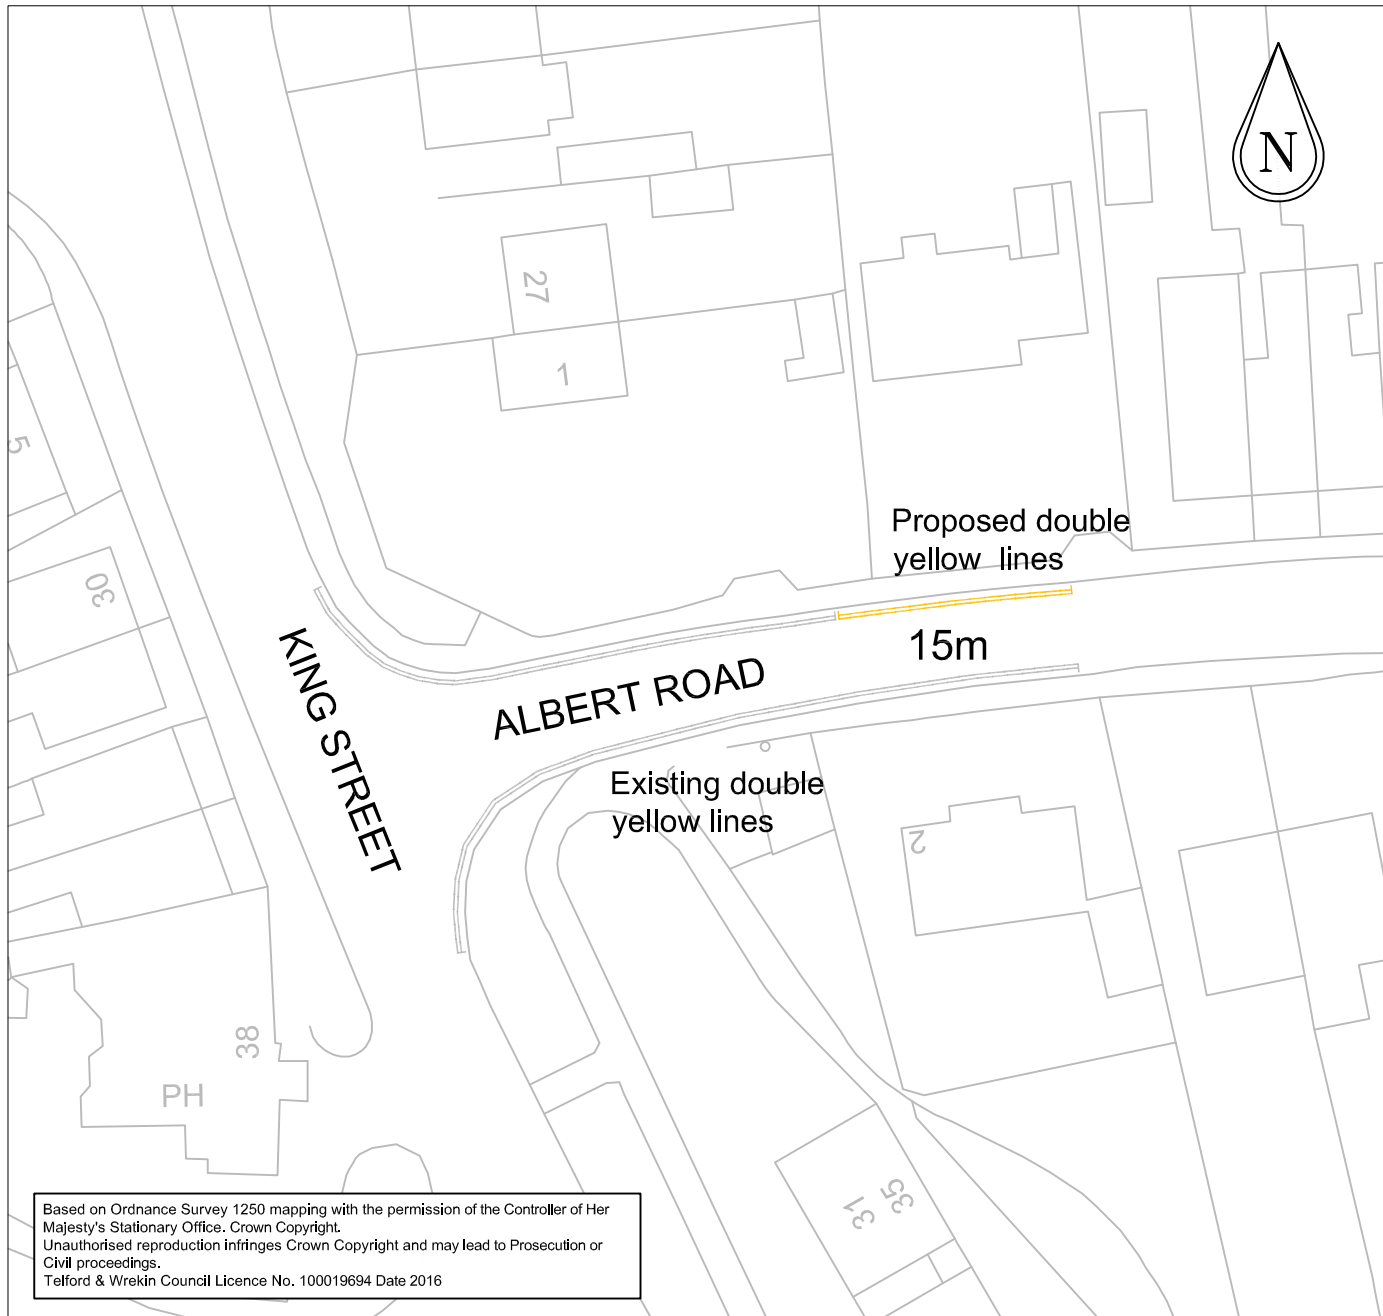 N
27
1
5
Proposed double
yellow lines
30
15m
KING STREET
ALBERT ROAD
Existing double
yellow lines
2
38
PH
31
35
Based on Ordnance Survey 1250 mapping with the permission of the Controller of Her
Majesty's Stationary Office. Crown Copyright.
Unauthorised reproduction infringes Crown Copyright and may lead to Prosecution or
Civil proceedings.
Telford & Wrekin Council Licence No. 100019694 Date 2016